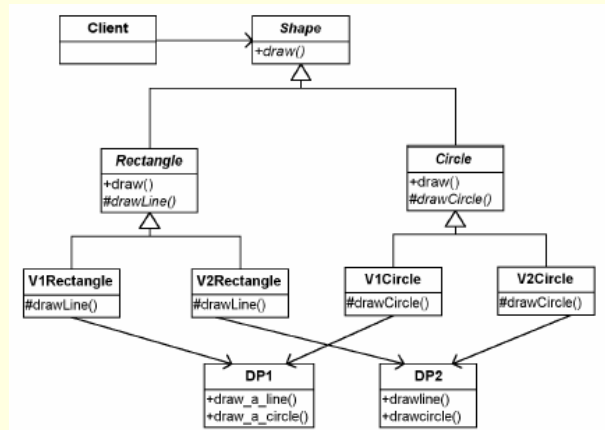 Client
Shape
+draw()
Rectangle
+draw()
#drawLine()
Circle
+draw()
#drawCircle()
V1Rectangle
#drawLine()
V2Rectangle
#drawLine()
V1Circle
#drawCircle()
V2Circle
#drawCircle()
DP1
+draw_a_line()
+draw_a_circle()
DP2
+drawline()
+drawcircle()